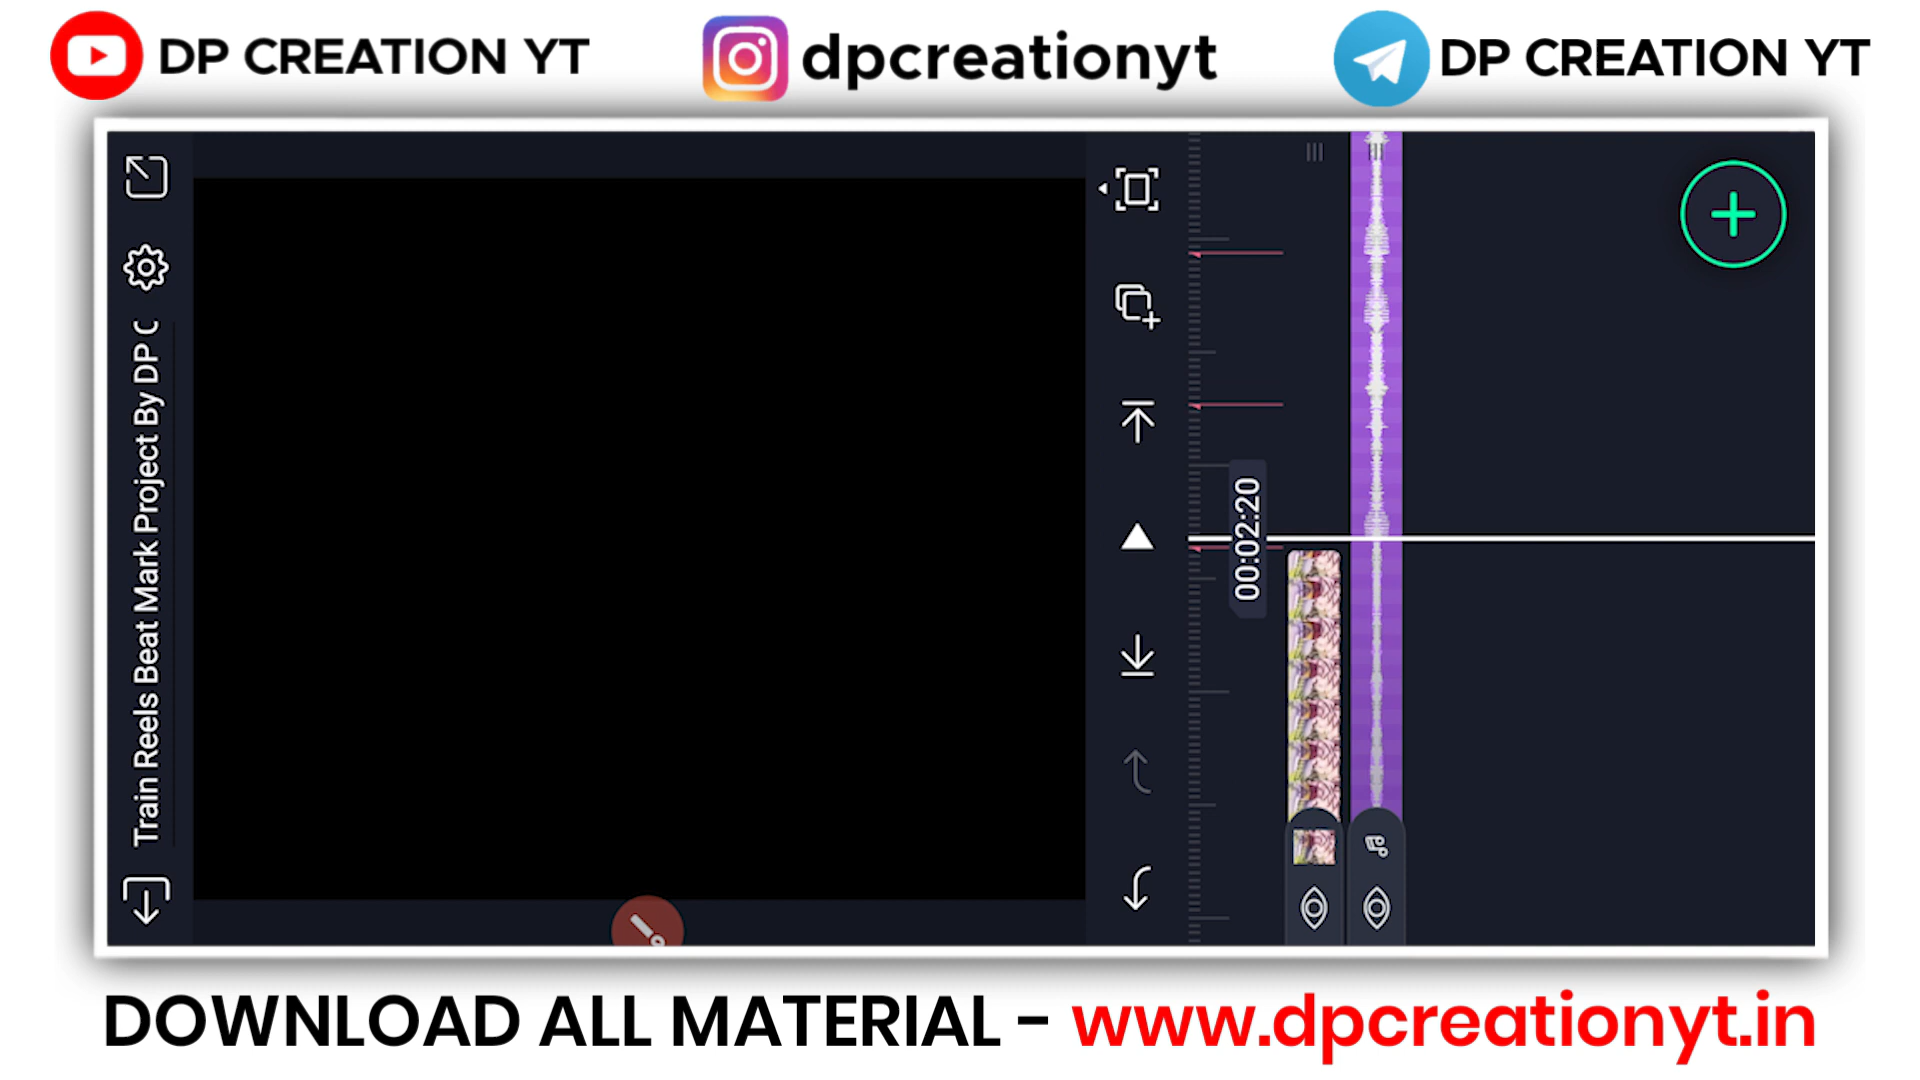 DP CREATION YT
dpcreationyt
DP CREATION YT
Train Reels Beat Mark Project By DP C
00:02:20
DOWNLOAD ALL MATERIAL - www.dpcreationyt.in